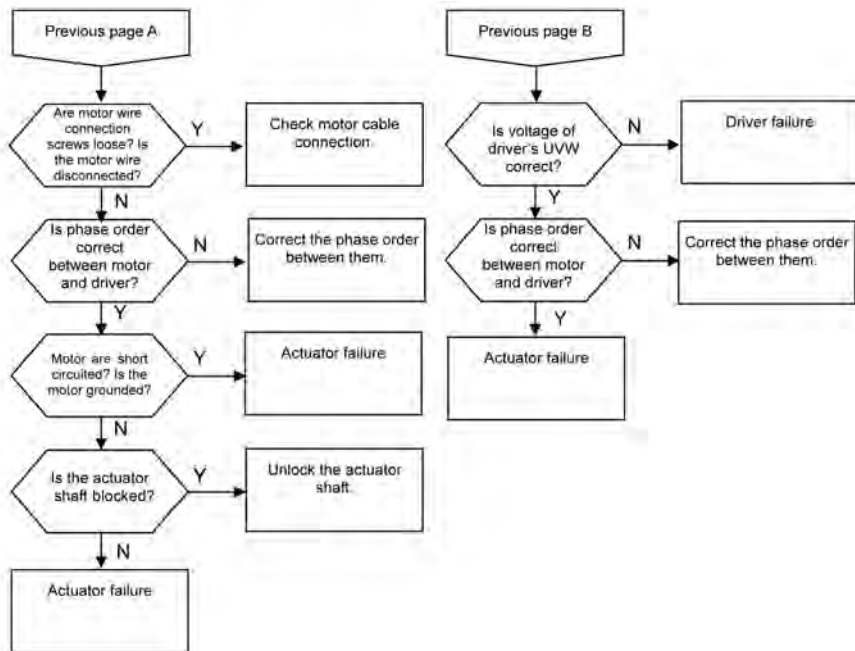 Previous page A
Are motor wire
connection
screws loose? Is
the motor wire
disconnected?
Y
Check motor cable
connection.
N
Is phase order
correct
between motor
and driver?
N
Correct the phase order
between them.
Y
Motor are short
circuited? Is the
motor grounded?
Y
Actuator failure
N
Is the actuator
shaft blocked?
Y
Unlock the actuator
shaft.
N
Actuator failure
Previous page B
Is voltage of
driver's UVW
correct?
N
Driver failure
Y
Is phase order
correct
between motor
and driver?
N
Correct the phase order
between them.
Y
Actuator failure